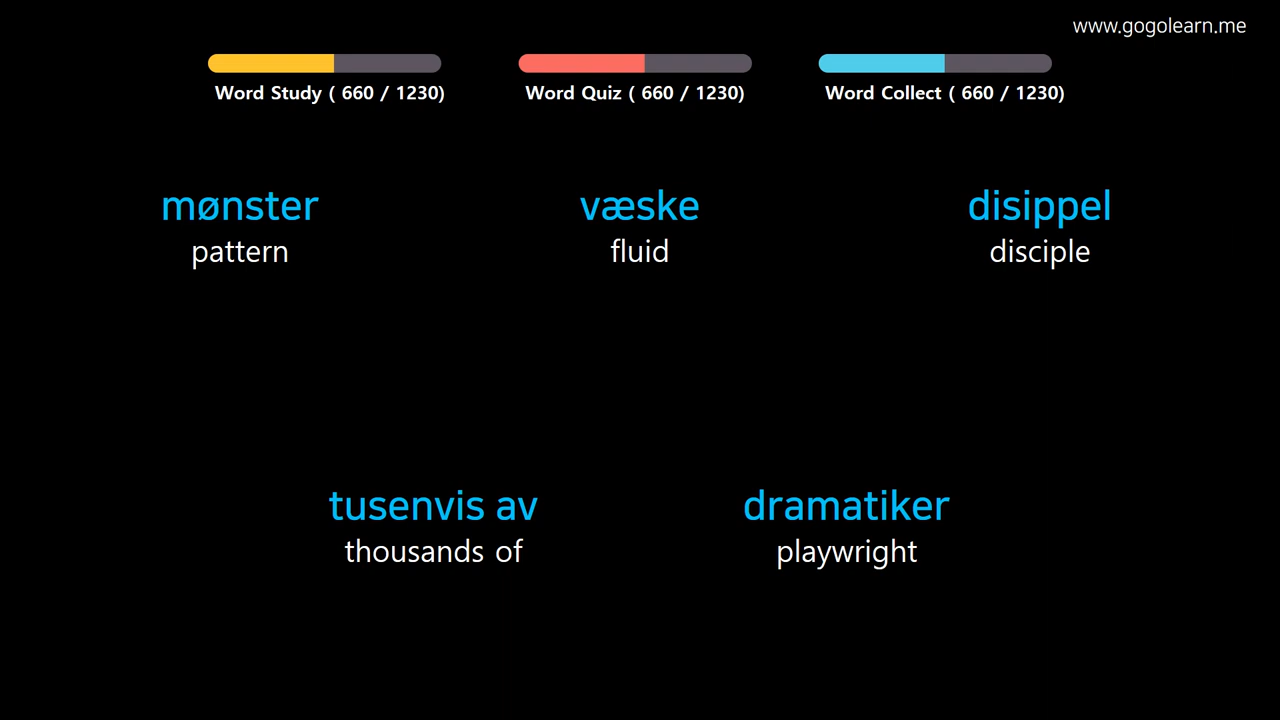 www.gogolearn.me
Word Study ( 660 / 1230)
Word Quiz ( 660 / 1230)
Word Collect ( 660 / 1230)
mønster
pattern
væske
fluid
disippel
disciple
tusenvis av
thousands of
dramatiker
playwright